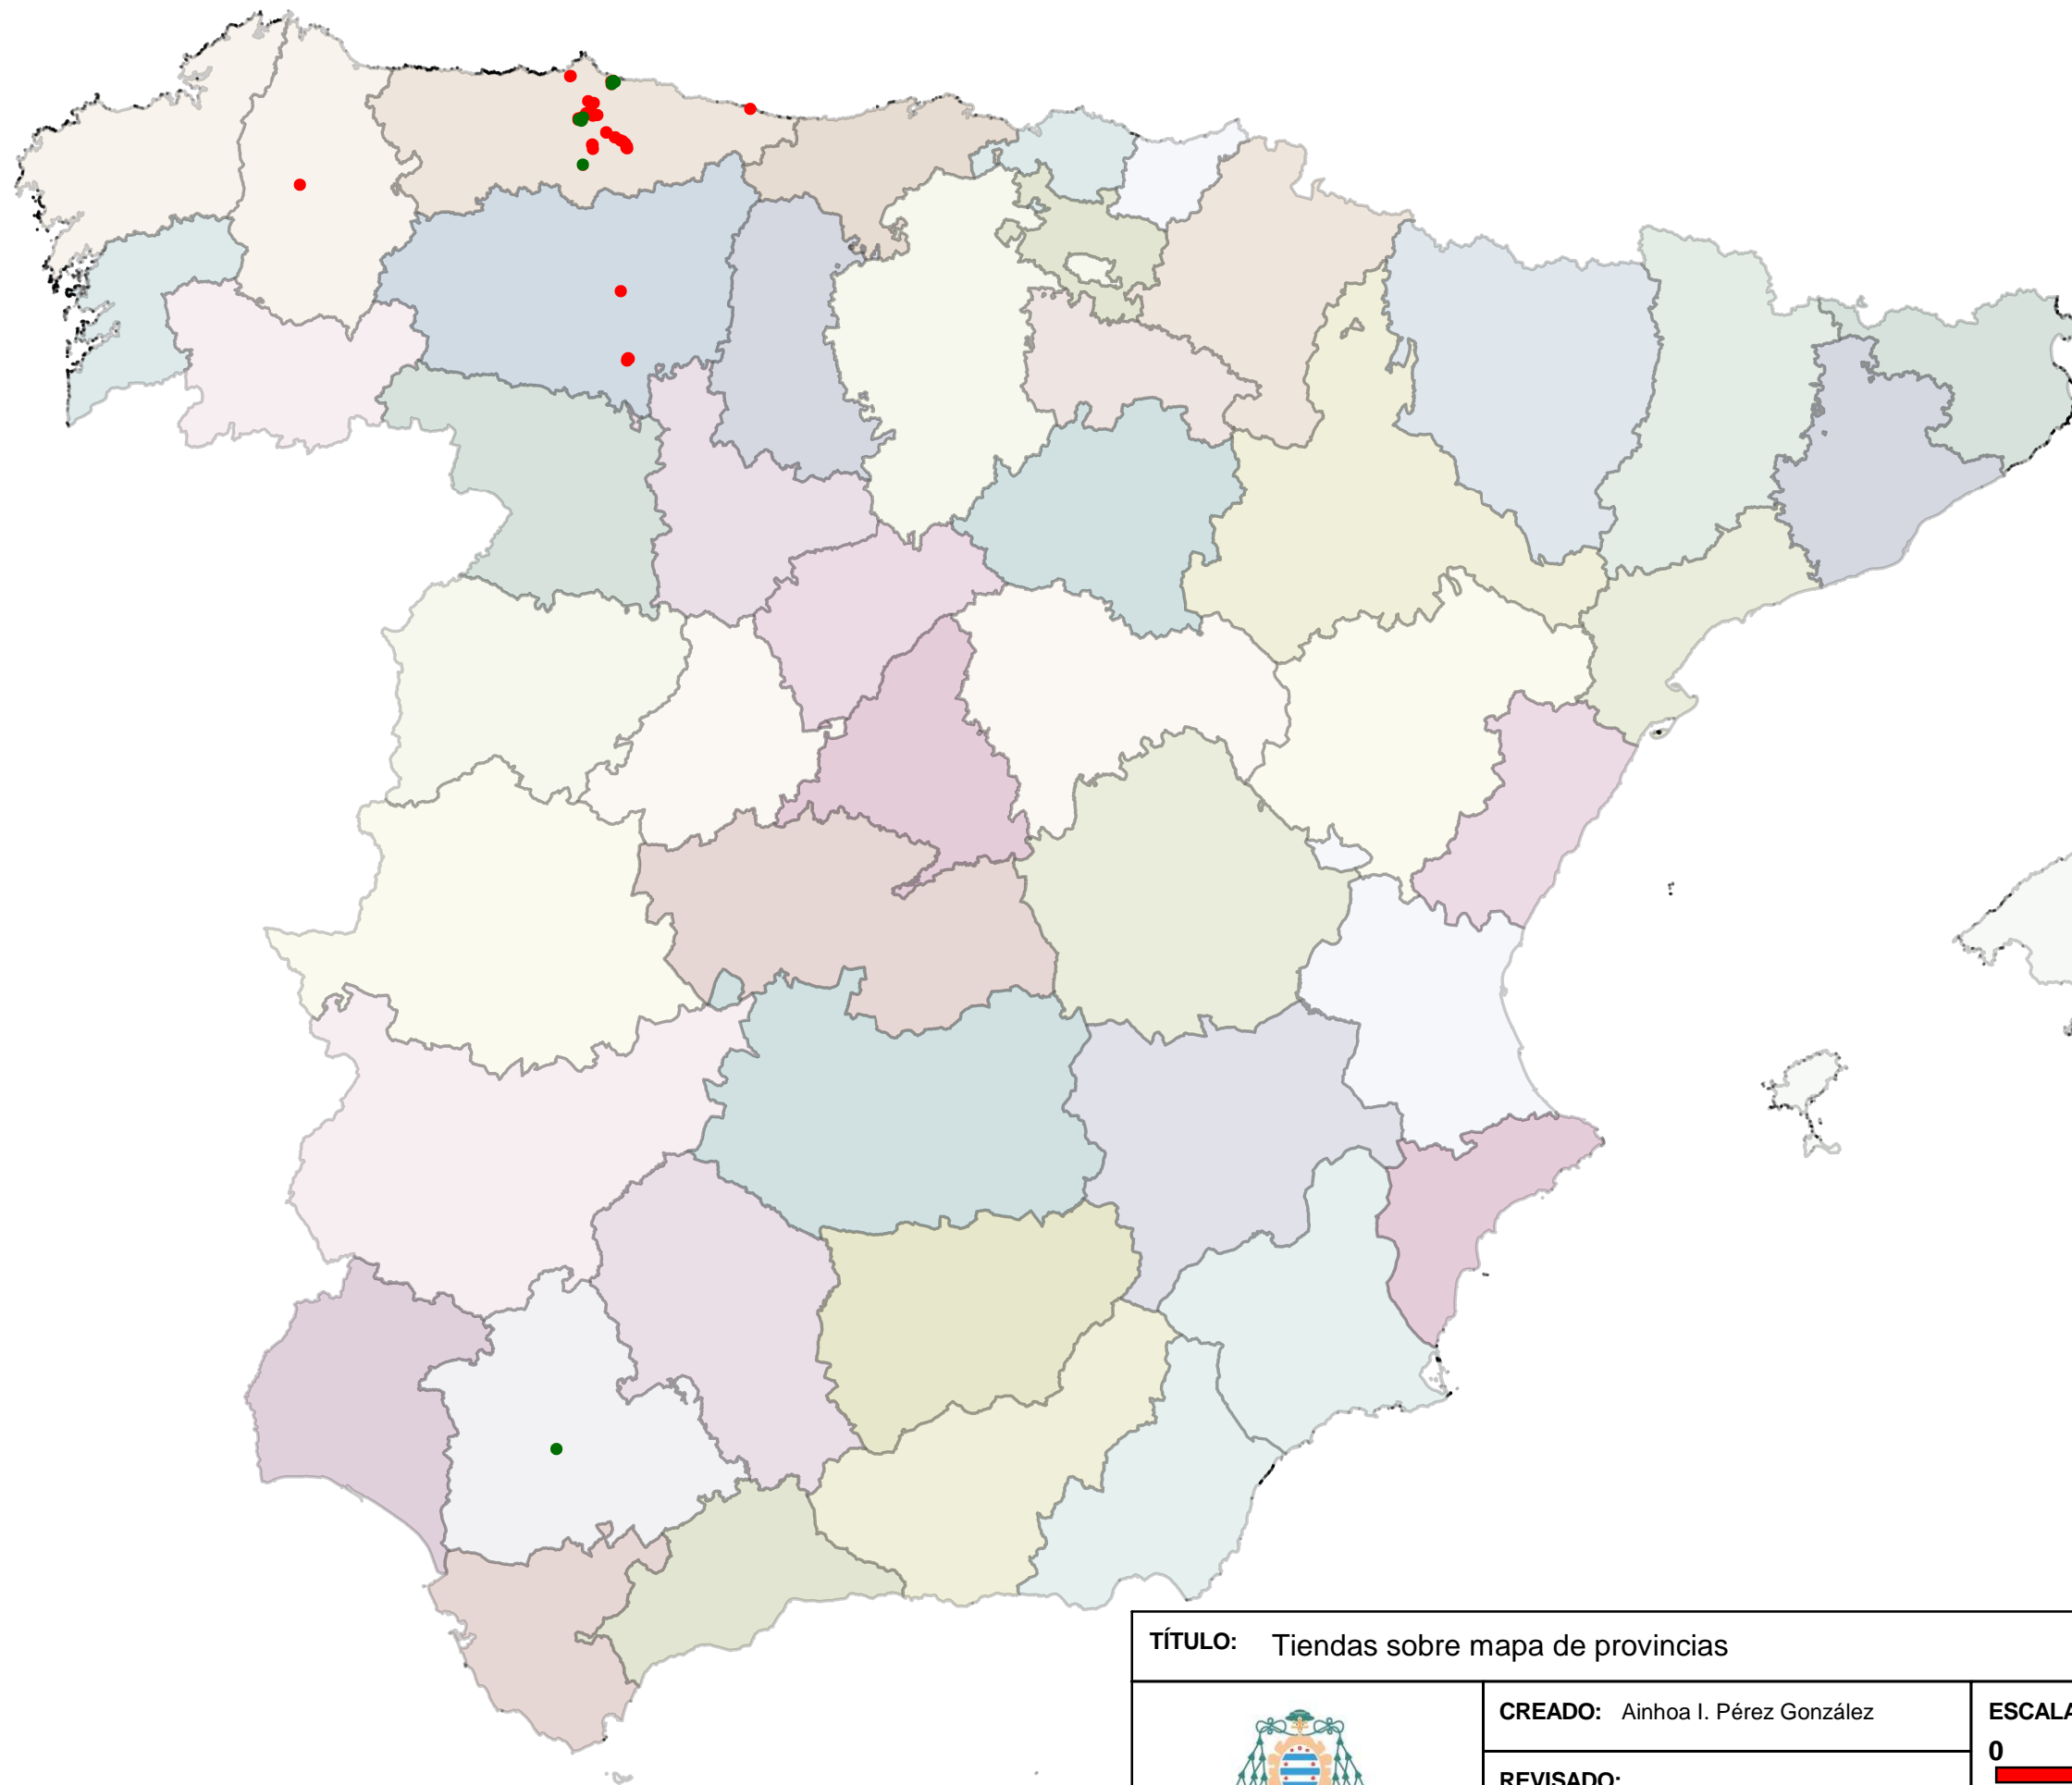 TÍTULO: Tiendas sobre mapa de provincias
CREADO: Ainhoa I. Pérez González
ESCALA
0
REVISADO: